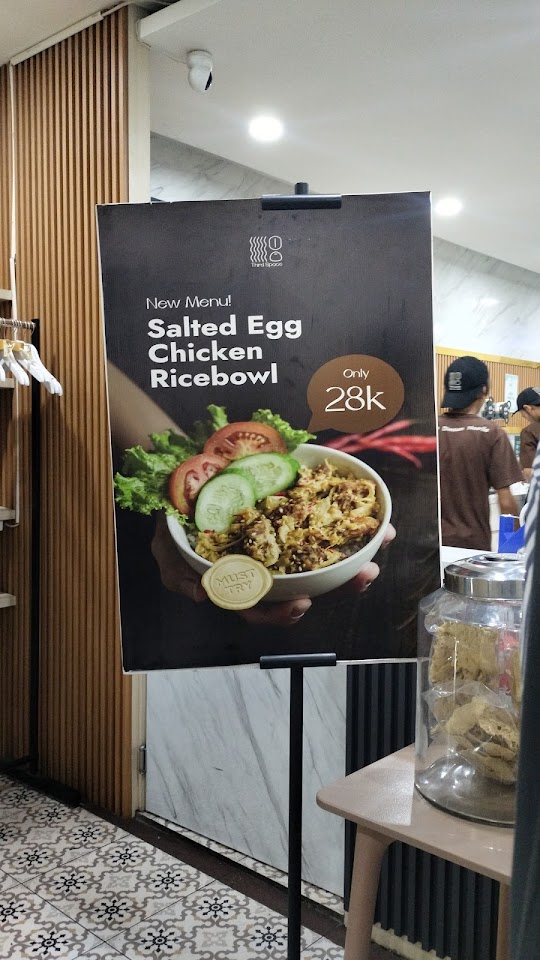 Third Space
New Menu!
Salted Egg
Chicken
Ricebowl
Only
28k
MUST
TRY